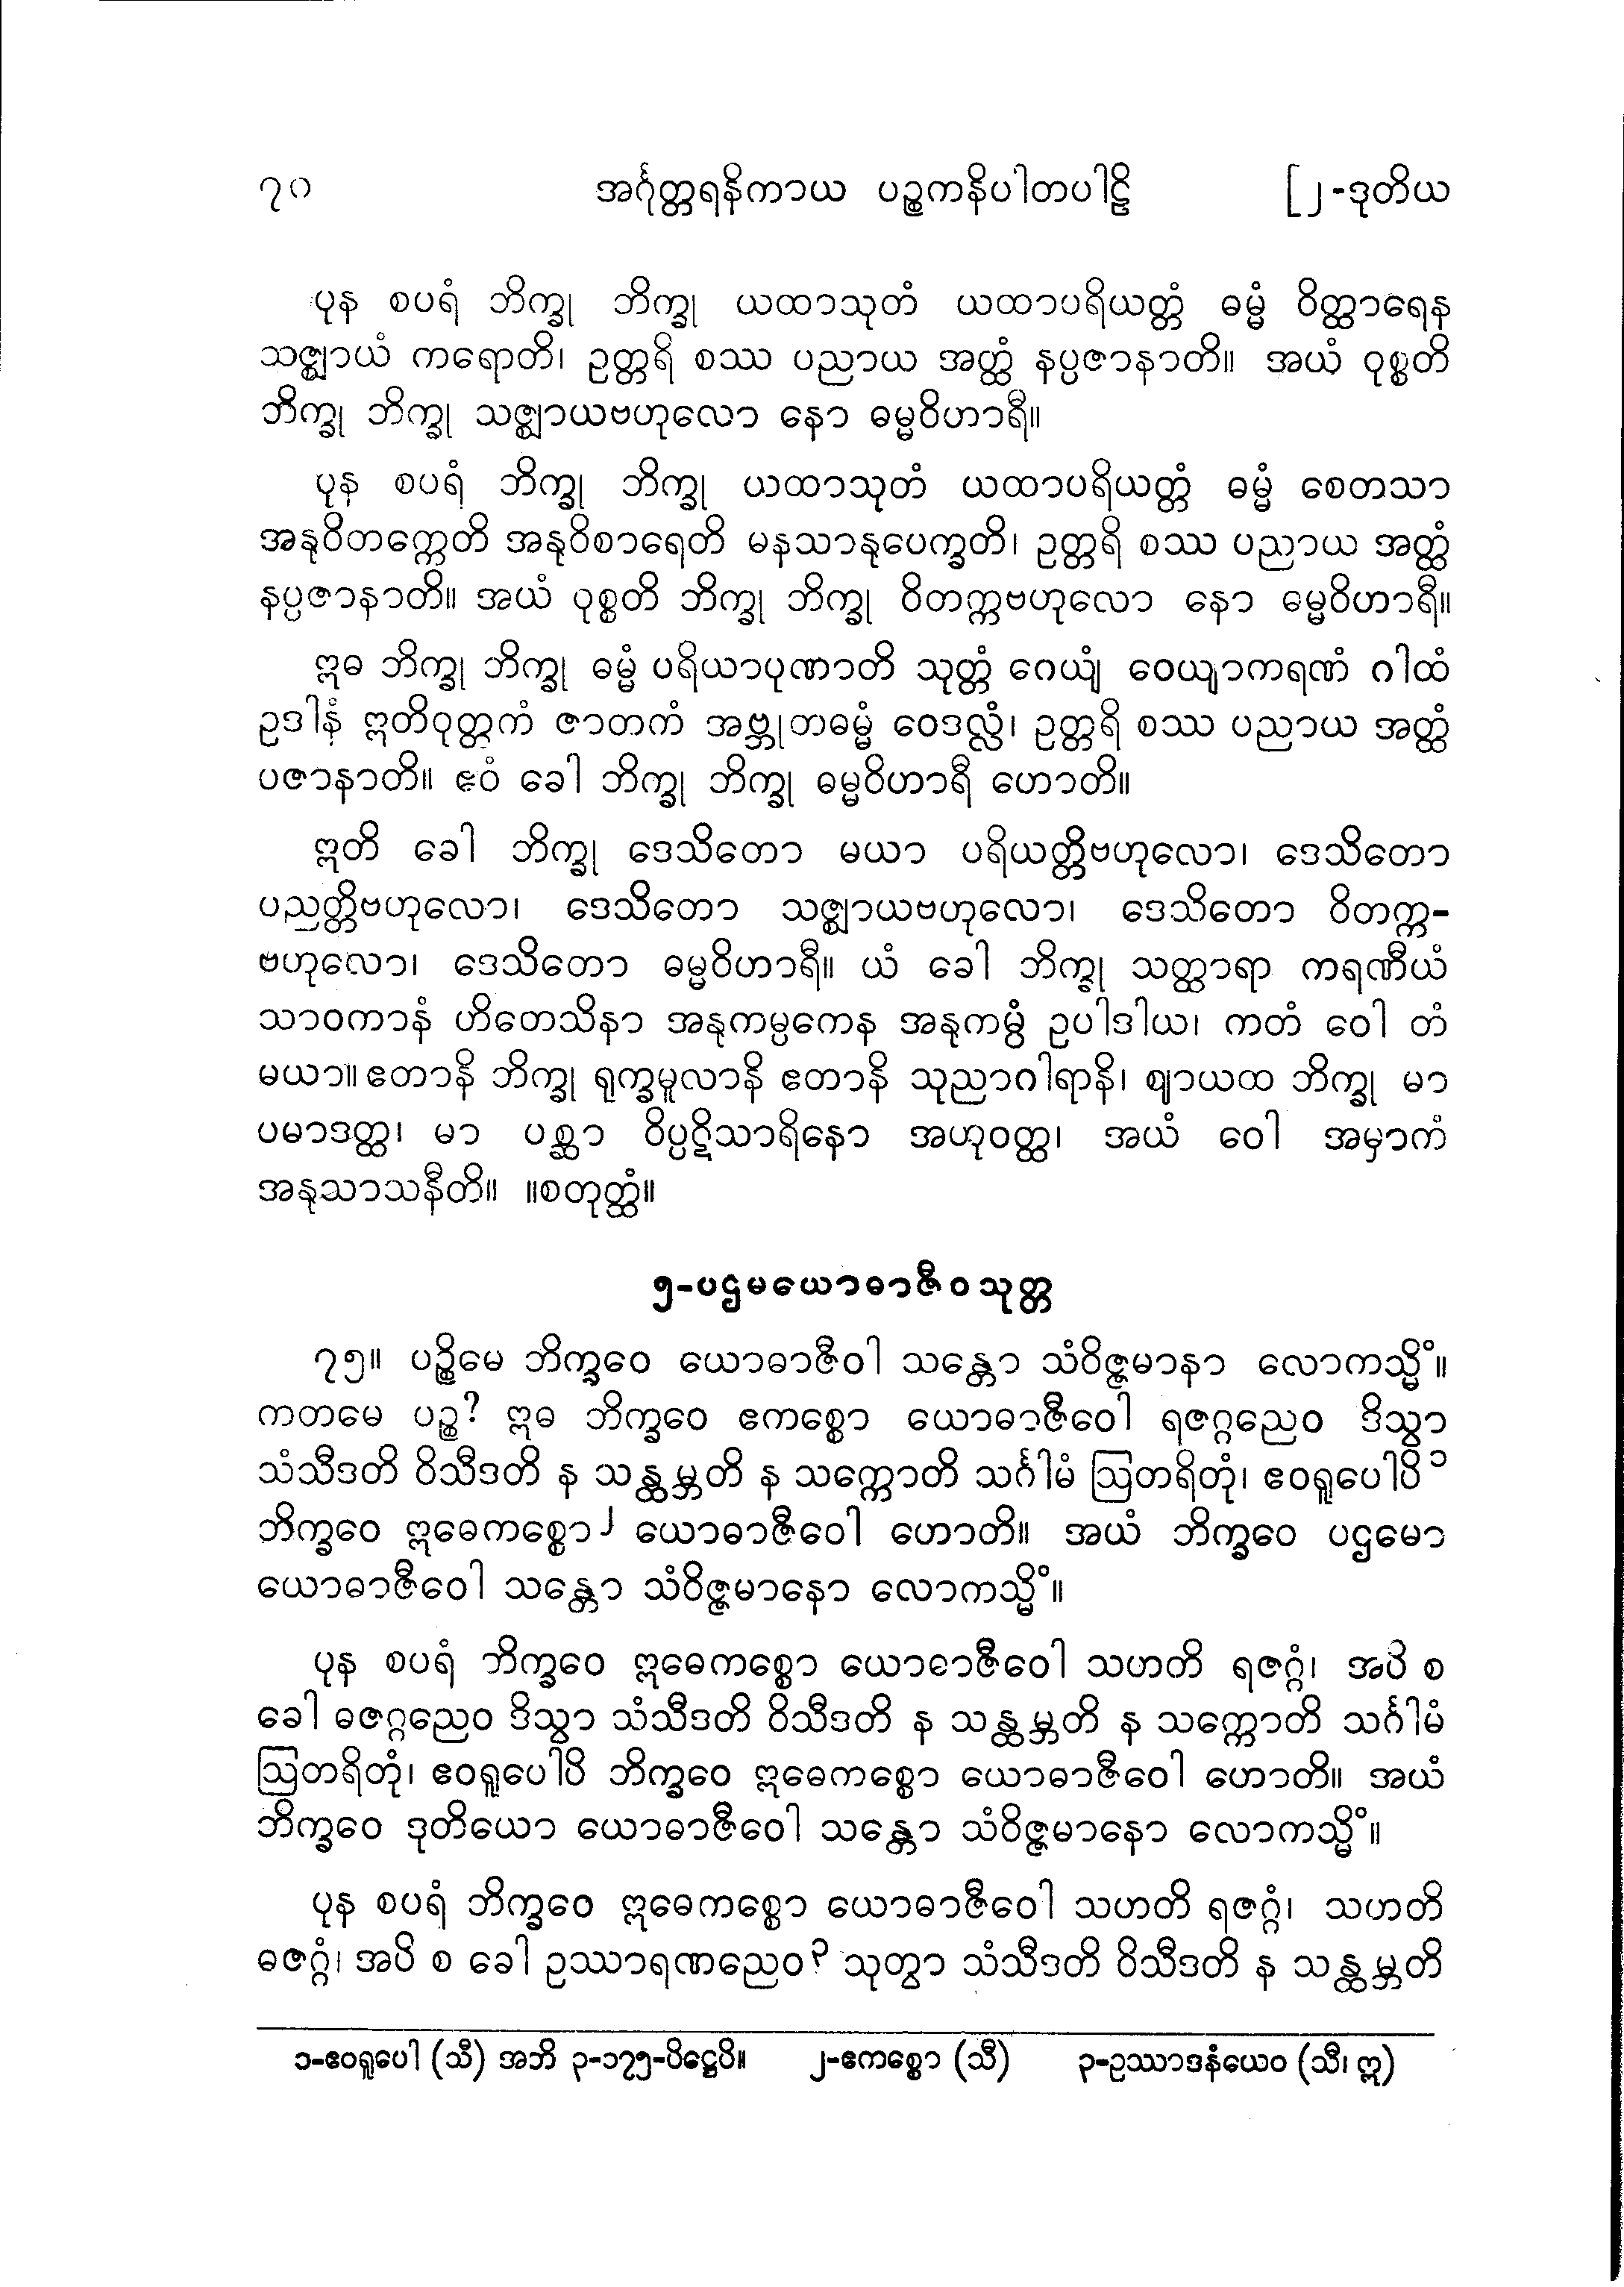 ၇၀ အင်္ဂုတ္တရနိကာယ ပဉ္စကနိပါတပါဠိ [၂-ဒုတိယ
ပုန စပရံ ဘိက္ခု ဘိက္ခု ယထာသုတံ ယထာပရိယတ္တံ ဓမ္မံ ဝိတ္ထာရေန
သဇ္ဈာယံ ကရောတိ၊ ဥတ္တရိ စဿ ပညာယ အတ္ထံ နပ္ပဇာနာတိ။ အယံ ဝုစ္စတိ
ဘိက္ခု ဘိက္ခု သဇ္ဈာယဗဟုလော နော ဓမ္မဝိဟာရီ။
ပုန စပရံ ဘိက္ခု ဘိက္ခု ယထာသုတံ ယထာပရိယတ္တံ ဓမ္မံ စေတသာ
အနုဝိတက္ကေတိ အနုဝိစာရေတိ မနသာနုပေက္ခတိ၊ ဥတ္တရိ စဿ ပညာယ အတ္ထံ
နပ္ပဇာနာတိ။ အယံ ဝုစ္စတိ ဘိက္ခု ဘိက္ခု ဝိတက္ကဗဟုလော နော ဓမ္မဝိဟာရီ။
ဣဓ ဘိက္ခု ဘိက္ခု ဓမ္မံ ပရိယာပုဏာတိ သုတ္တံ ဂေယျံ ဝေယျာကရဏံ ဂါထံ
ဥဒါနံ ဣတိဝုတ္တကံ ဇာတကံ အဗ္ဘုတဓမ္မံ ဝေဒလ္လံ၊ ဥတ္တရိ စဿ ပညာယ အတ္ထံ
ပဇာနာတိ။ ဧဝံ ခေါ ဘိက္ခု ဘိက္ခု ဓမ္မဝိဟာရီ ဟောတိ။
ဣတိ ခေါ ဘိက္ခု ဒေသိတော မယာ ပရိယတ္တိဗဟုလော၊ ဒေသိတော
ပညတ္တိဗဟုလော၊ ဒေသိတော သဇ္ဈာယဗဟုလော၊ ဒေသိတော ဝိတက္က-
ဗဟုလော၊ ဒေသိတော ဓမ္မဝိဟာရီ။ ယံ ခေါ ဘိက္ခု သတ္ထာရာ ကရဏီယံ
သာဝကာနံ ဟိတေသိနာ အနုကမ္ပကေန အနုကမ္ပံ ဥပါဒါယ၊ ကတံ ဝေါ တံ
မယာ။ ဧတာနိ ဘိက္ခု ရုက္ခမူလာနိ ဧတာနိ သုညာဂါရာနိ၊ ဈာယထ ဘိက္ခု မာ
ပမာဒတ္ထ၊ မာ ပစ္ဆာ ဝိပ္ပဋိသာရိနော အဟုဝတ္ထ၊ အယံ ဝေါ အမှာကံ
အနုသာသနီတိ။ ။စတုတ္ထံ။
၅-ပဌမယောဓာဇီဝသုတ္တ
၇၅။ ပဉ္စိမေ ဘိက္ခဝေ ယောဓာဇီဝါ သန္တော သံဝိဇ္ဇမာနာ လောကသ္မိံ။
ကတမေ ပဉ္စ? ဣဓ ဘိက္ခဝေ ဧကစ္စော ယောဓာဇီဝေါ ရဇဂ္ဂညေဝ ဒိသွာ
သံသီဒတိ ဝိသီဒတိ န သန္ထမ္ဘတိ န သက္ကောတိ သင်္ဂါမံ ဩတရိတုံ၊ ဧဝရူပေါပိ ၁
ဘိက္ခဝေ ဣဓေကစ္စော ၂ ယောဓာဇီဝေါ ဟောတိ။ အယံ ဘိက္ခဝေ ပဌမော
ယောဓာဇီဝေါ သန္တော သံဝိဇ္ဇမာနော လောကသ္မိံ။
ပုန စပရံ ဘိက္ခဝေ ဣဓေကစ္စော ယောဓာဇီဝေါ သဟတိ ရဇဂ္ဂံ၊ အပိ စ
ခေါ ဓဇဂ္ဂညေဝ ဒိသွာ သံသီဒတိ ဝိသီဒတိ န သန္ထမ္ဘတိ န သက္ကောတိ သင်္ဂါမံ
ဩတရိတုံ၊ ဧဝရူပေါပိ ဘိက္ခဝေ ဣဓေကစ္စော ယောဓာဇီဝေါ ဟောတိ။ အယံ
ဘိက္ခဝေ ဒုတိယော ယောဓာဇီဝေါ သန္တော သံဝိဇ္ဇမာနော လောကသ္မိံ။
ပုန စပရံ ဘိက္ခဝေ ဣဓေကစ္စော ယောဓာဇီဝေါ သဟတိ ရဇဂ္ဂံ၊ သဟတိ
ဓဇဂ္ဂံ၊ အပိ စ ခေါ ဥဿာရဏညေဝ ၃ သုတွာ သံသီဒတိ ဝိသီဒတိ န သန္ထမ္ဘတိ
၁-ဧဝရူပေါ (သီ) အဘိ ၃-၁၇၅-ပိဋ္ဌေပိ။ ၂-ဧကစ္စော (သီ) ၃-ဥဿာဒနံယေဝ (သီ၊ ဣ)